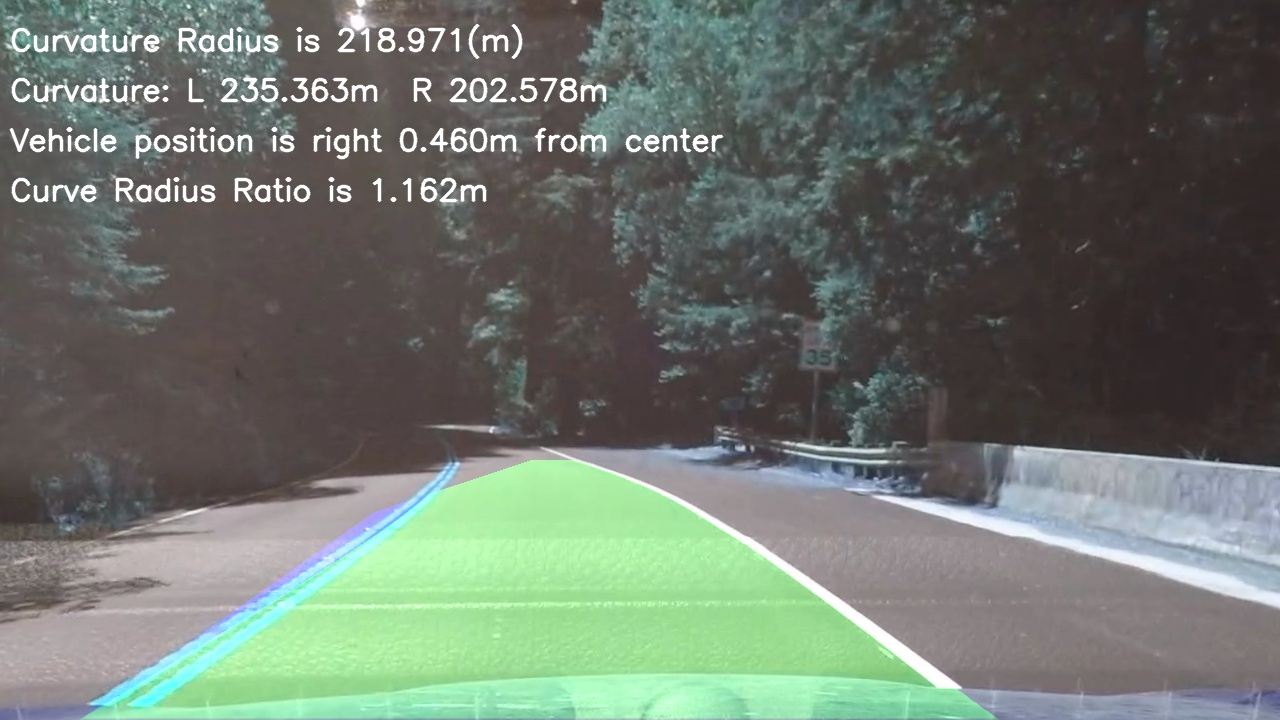 Curvature Radius is 218.971(m)
Curvature: L 235.363m R 202.578m
Vehicle position is right 0.460m from center
Curve Radius Ratio is 1.162m
35